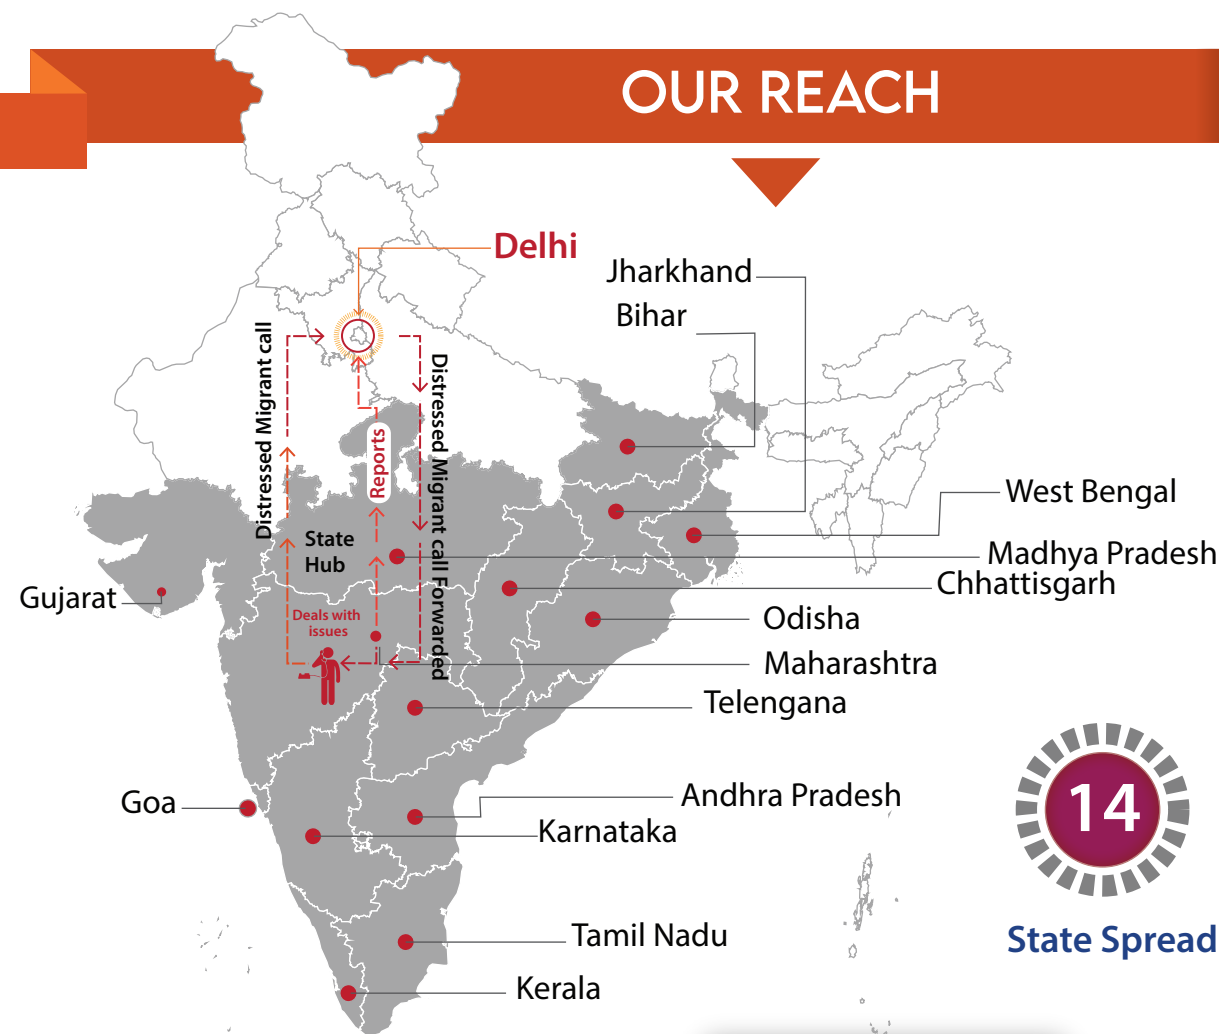 OUR REACH
Delhi
Jharkhand
Bihar
Distressed Migrant call
Distressed Migrant call Forwarded
Reports
West Bengal
State
Hub
Madhya Pradesh
Chhattisgarh
Gujarat
Deals with
issues
Odisha
Maharashtra
Telengana
Goa
Andhra Pradesh
14
Karnataka
Tamil Nadu
State Spread
Kerala